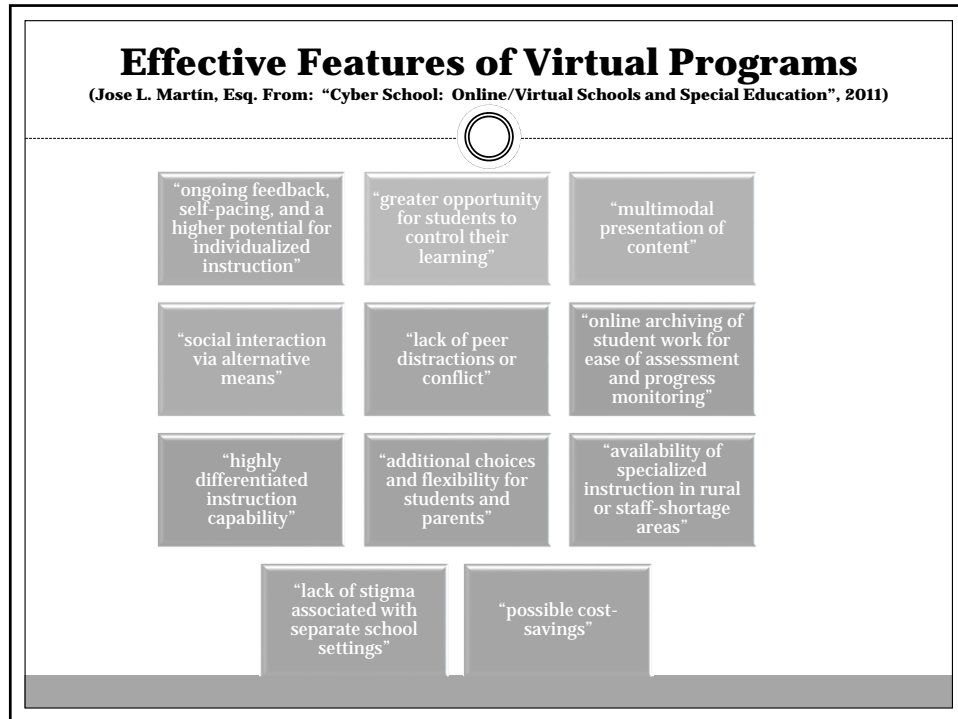 Effective Features of Virtual Programs
(Jose L. Martín, Esq. From: “Cyber School: Online/Virtual Schools and Special Education”, 2011)
“ongoing feedback,
self-pacing, and a
higher potential for
individualized
instruction”
“greater opportunity
for students to
control their
learning”
“multimodal
presentation of
content”
“social interaction
via alternative
means”
“lack of peer
distractions or
conflict”
“online archiving of
student work for
ease of assessment
and progress
monitoring”
“highly
differentiated
instruction
capability”
“additional choices
and flexibility for
students and
parents”
“availability of
specialized
instruction in rural
or staff-shortage
areas”
“lack of stigma
associated with
separate school
settings”
“possible cost-
savings”